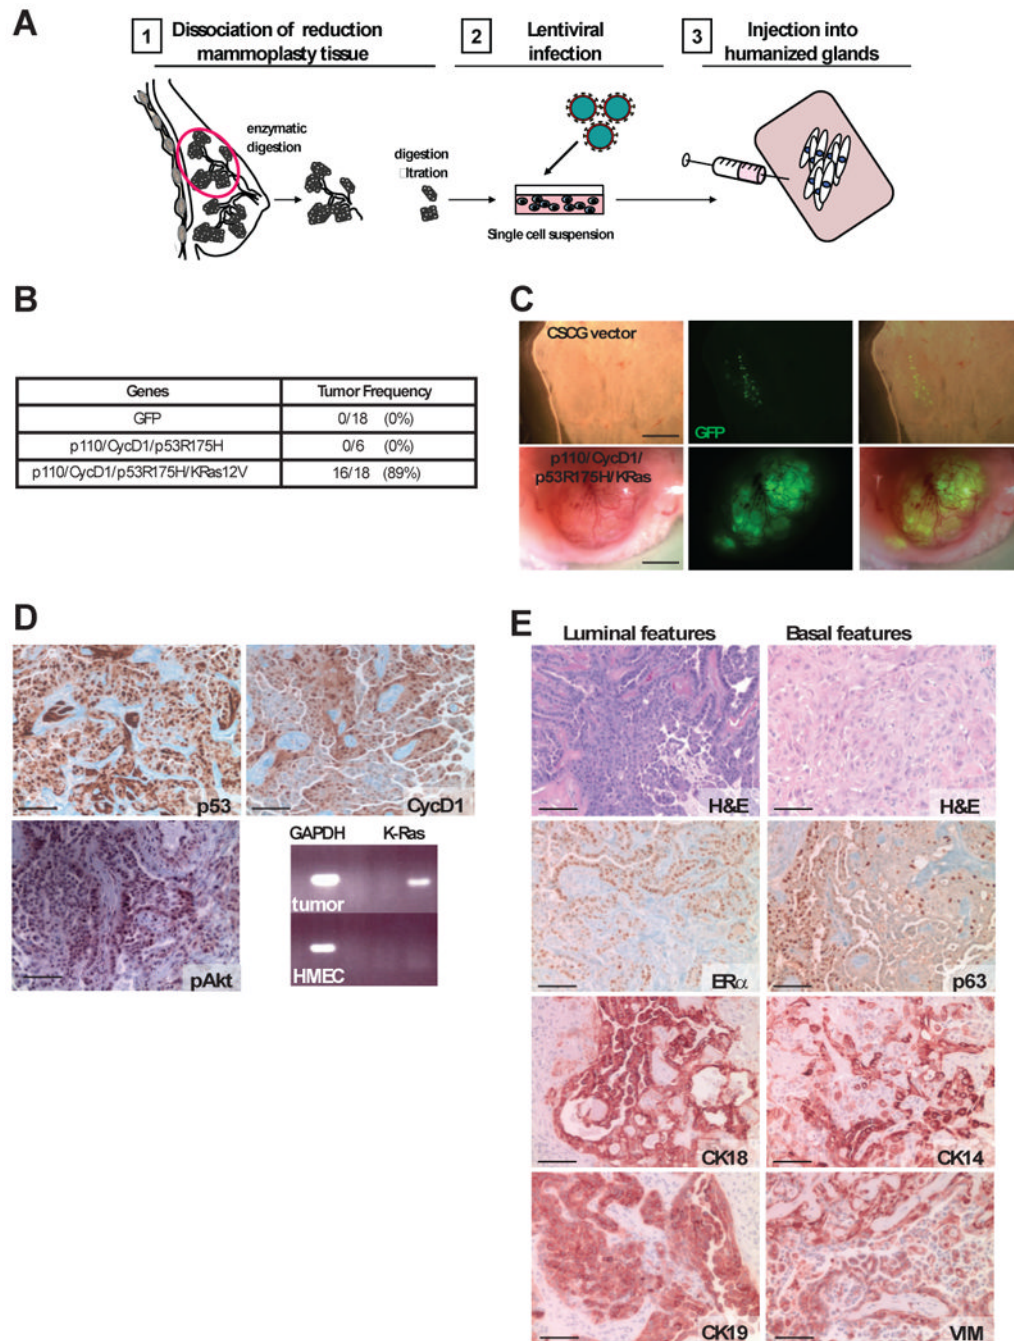 A
1 Dissociation of reduction mammoplasty tissue
2 Lentiviral infection
3 Injection into humanized glands
enzymatic digestion
digestion
ltration
Single cell suspension
B
Genes Tumor Frequency
GFP 0/18 (0%)
p110/CycD1/p53R175H 0/6 (0%)
p110/CycD1/p53R175H/KRas12V 16/18 (89%)
C
CSCG vector
GFP
p110/CycD1/
p53R175H/KRas
D
p53
CycD1
pAkt
GAPDH K-Ras
tumor
HMEC
E
Luminal features Basal features
H&E
H&E
ERα
p63
CK18
CK14
CK19
VIM